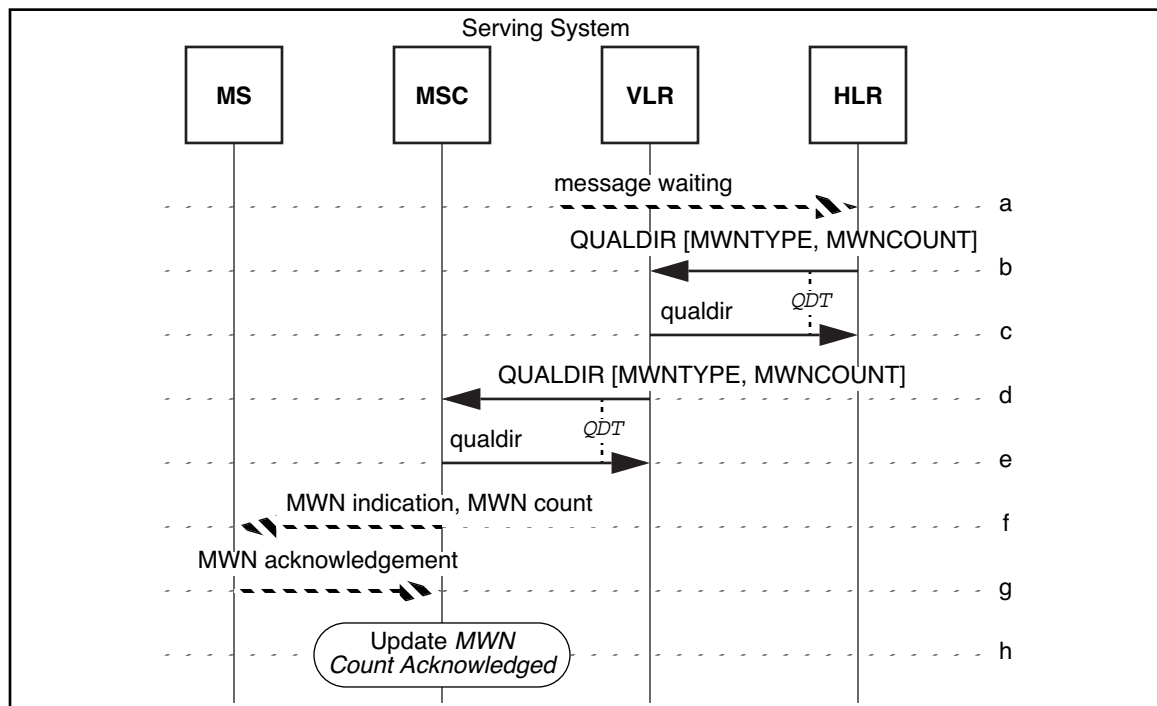 Serving System
MS
MSC
VLR
HLR
message waiting
a
QUALDIR [MWNTYPE, MWNCOUNT]
b
QDT
qualdir
c
QUALDIR [MWNTYPE, MWNCOUNT]
d
QDT
qualdir
e
MWN indication, MWN count
f
MWN acknowledgement
g
Update MWN
Count Acknowledged
h